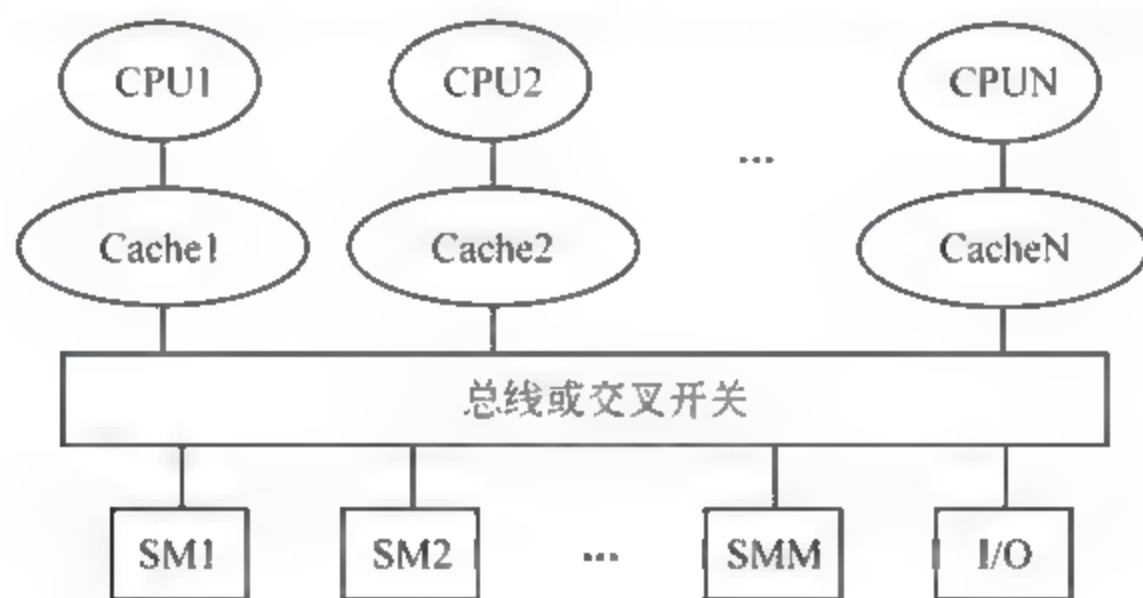 CPU1 CPU2 CPUN
...
Cache1 Cache2 CacheN
总线或交叉开关
SM1 SM2 ... SMM I/O